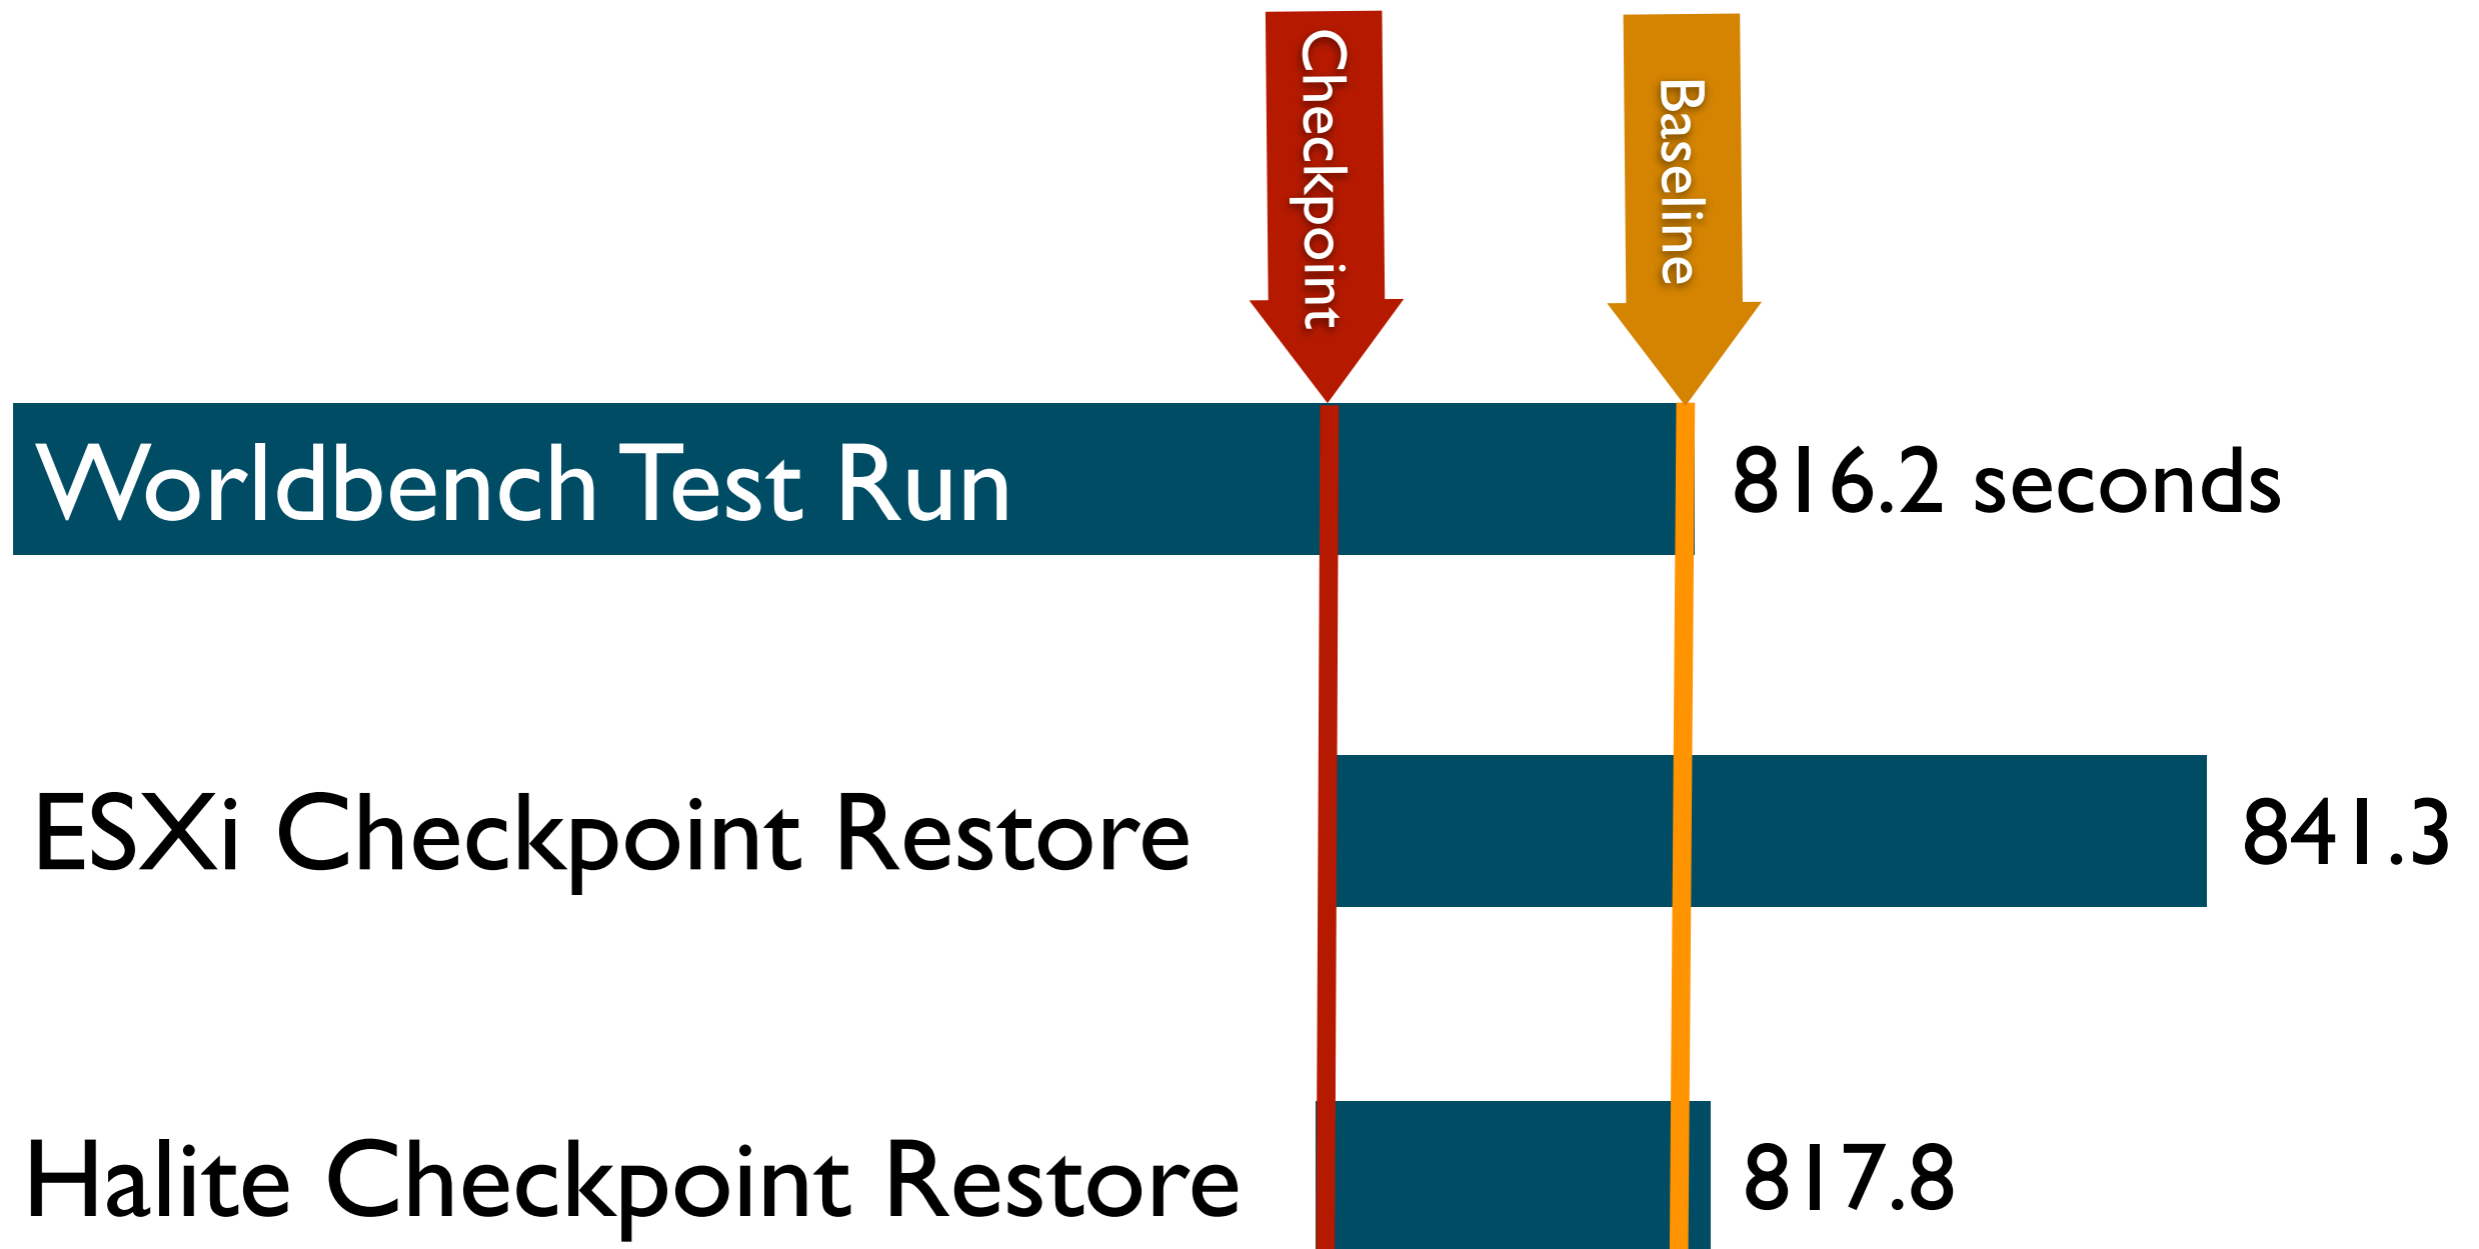 Checkpoint
Baseline
Worldbench Test Run
816.2 seconds
ESXi Checkpoint Restore
841.3
Halite Checkpoint Restore
817.8